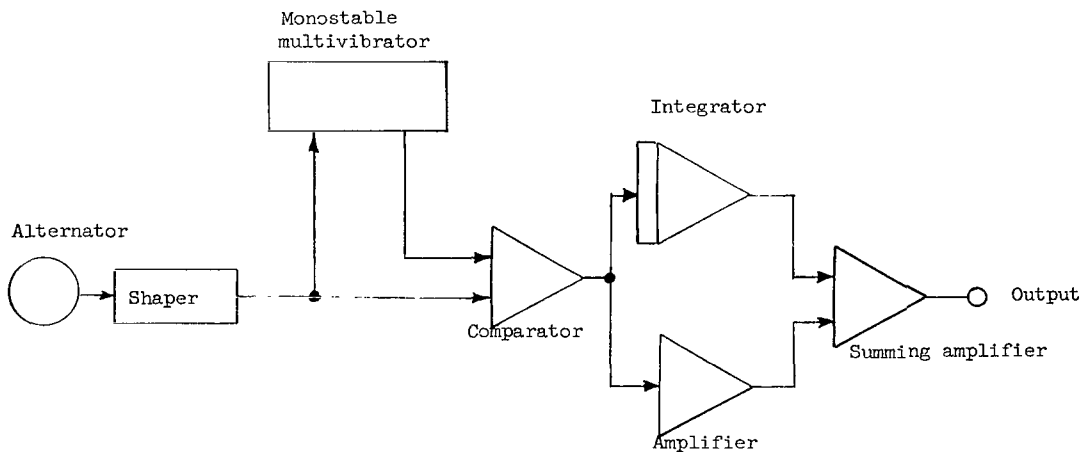 Monostable
multivibrator
Integrator
Alternator
Shaper
Comparator
Output
Summing amplifier
Amplifier